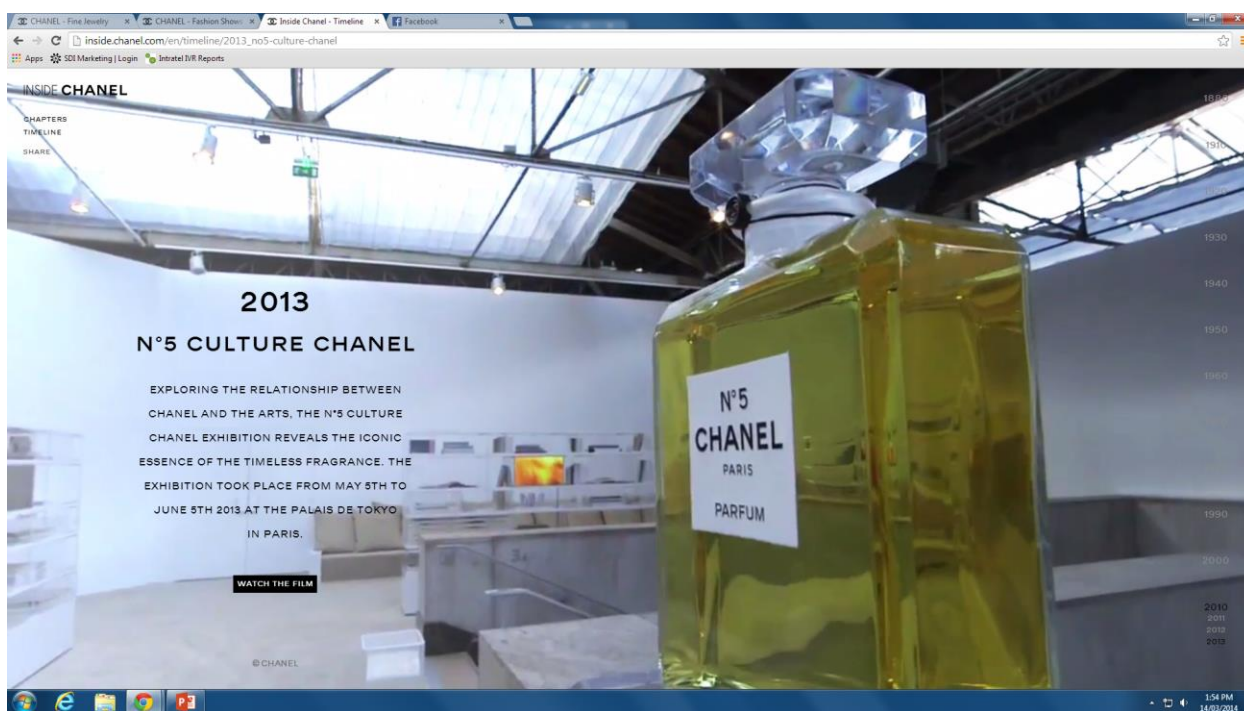 CHANEL - Fine Jewelry
CHANEL - Fashion Shows
Inside Chanel - Timeline
Facebook
inside.chanel.com/en/timeline/2013_no5-culture-chanel
Apps SDI Marketing | Login Intratel IVR Reports
INSIDE CHANEL
CHAPTERS
TIMELINE
SHARE
2013
N°5 CULTURE CHANEL
EXPLORING THE RELATIONSHIP BETWEEN
CHANEL AND THE ARTS, THE N°5 CULTURE
CHANEL EXHIBITION REVEALS THE ICONIC
ESSENCE OF THE TIMELESS FRAGRANCE. THE
EXHIBITION TOOK PLACE FROM MAY 5TH TO
JUNE 5TH 2013 AT THE PALAIS DE TOKYO
IN PARIS.
WATCH THE FILM
© CHANEL
N°5
CHANEL
PARIS
PARFUM
1910
1930
1940
1950
1960
1990
2000
2010
2011
2012
2013
1:54 PM
14/03/2014